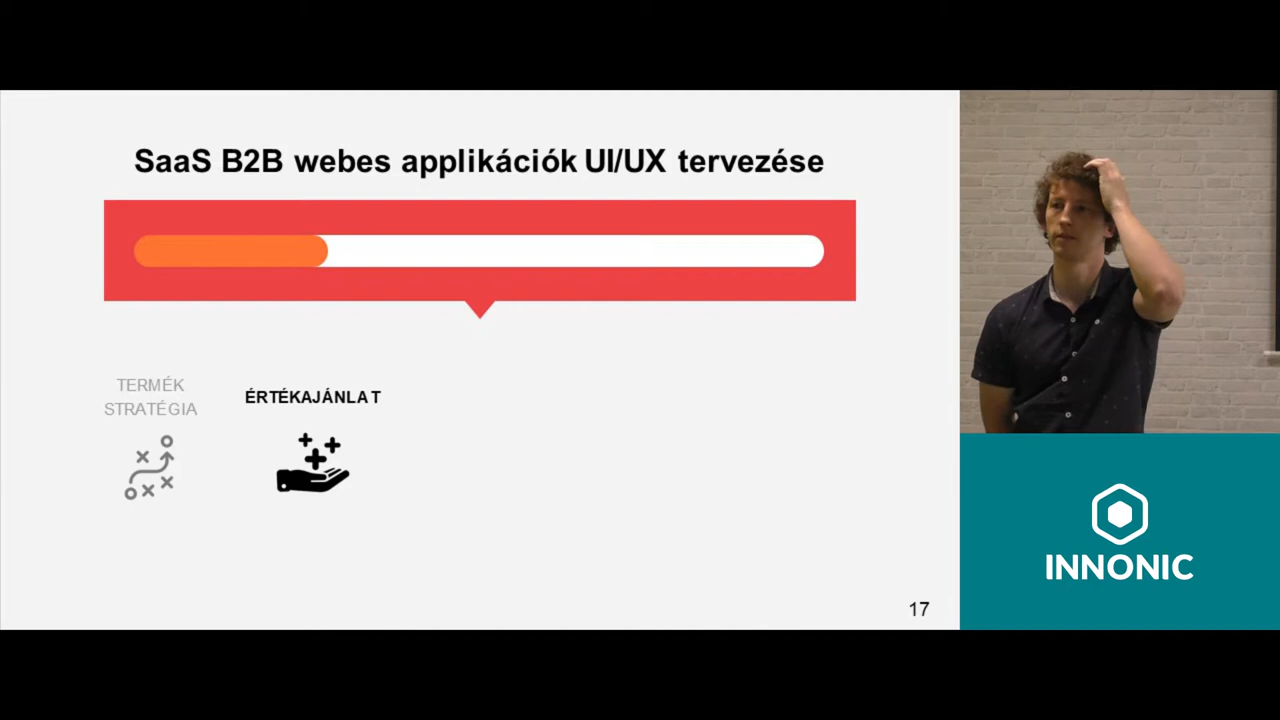 SaaS B2B webes applikációk UI/UX tervezése
TERMÉK
STRATÉGIA
ÉRTÉKAJÁNLAT
17
INNONIC